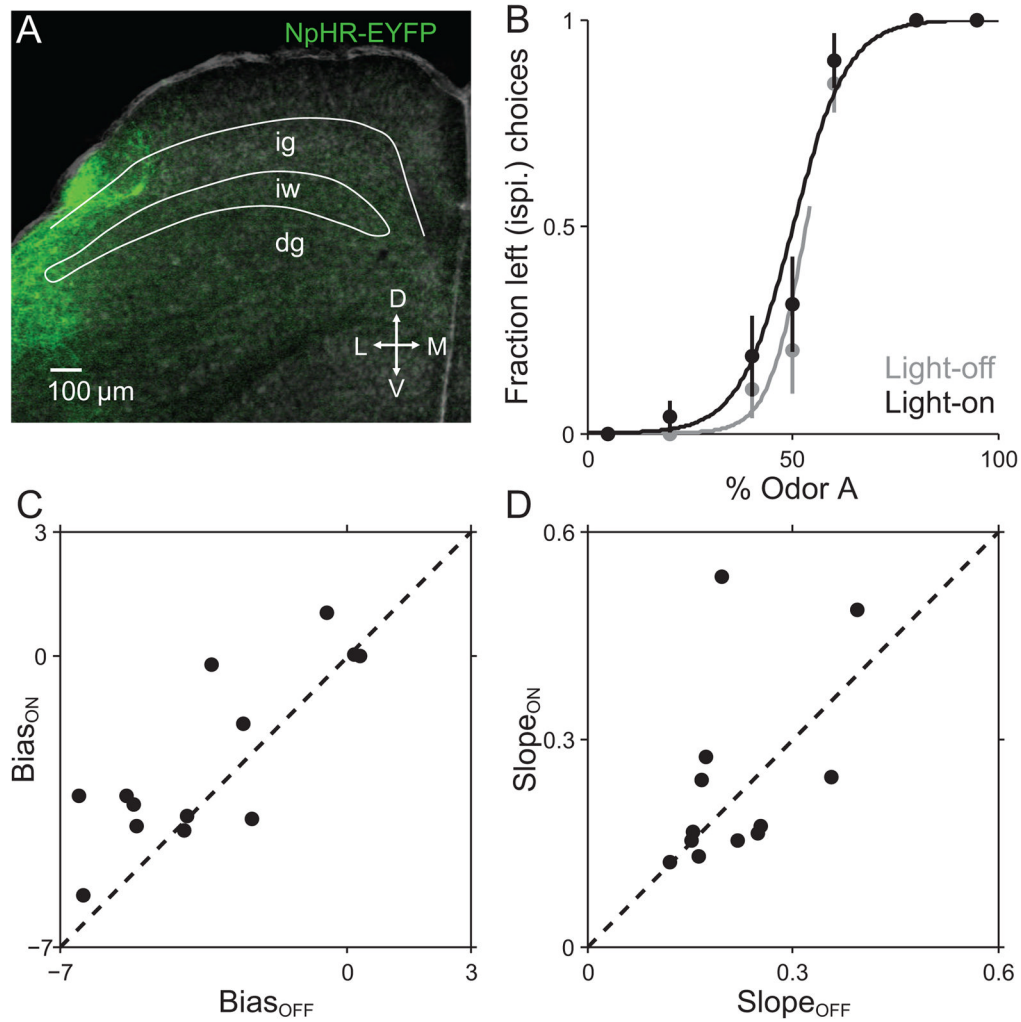 A
NpHR-EYFP
ig
iw
dg
D
L M
V
100 µm
B
Fraction left (ispi.) choices
1
0.5
0
0 50 100
% Odor A
Light-off
Light-on
C
3
0
−7
−7 0 3
BiasON
BiasOFF
D
0.6
0.3
0
0 0.3 0.6
SlopeON
SlopeOFF